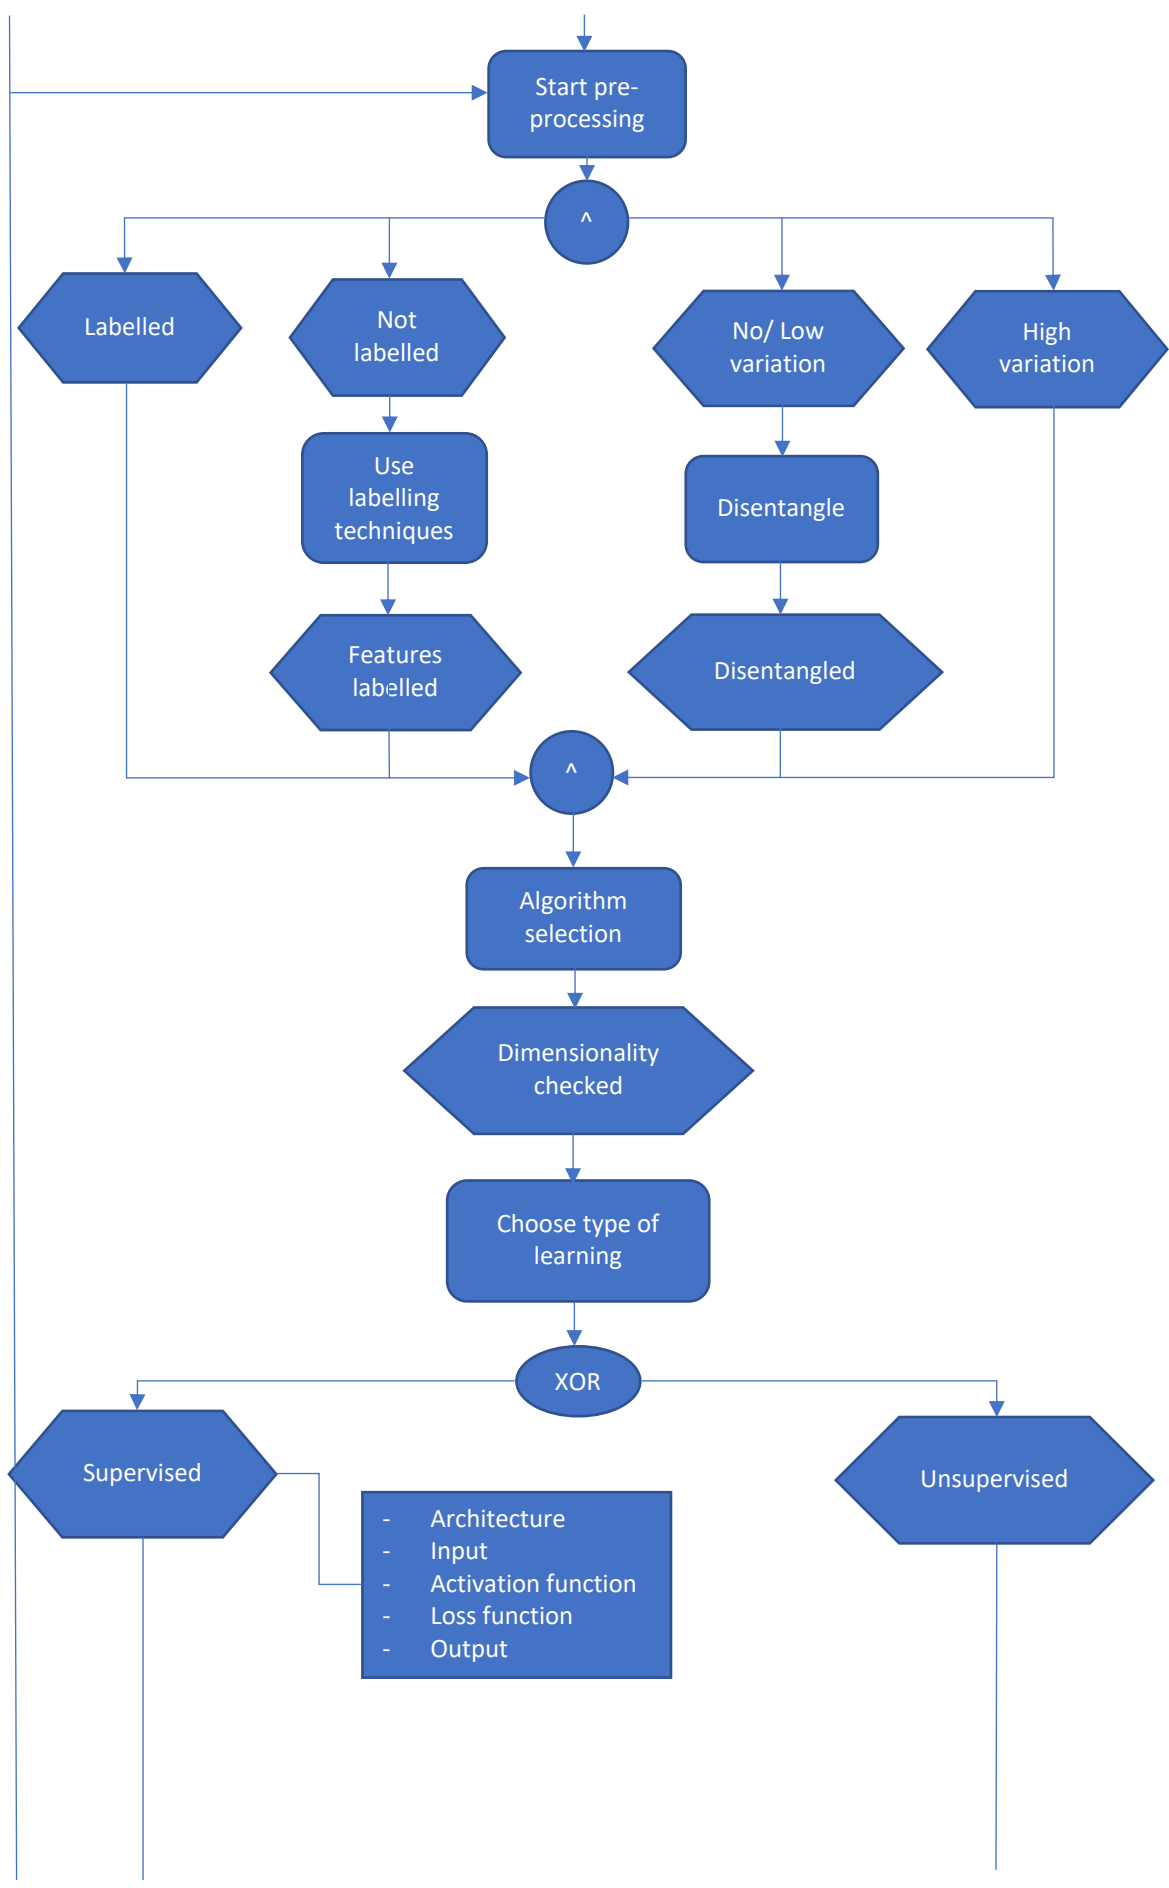 Start pre-
processing
^
Labelled
Not
labelled
No/ Low
variation
High
variation
Use
labelling
techniques
Disentangle
Features
labelled
Disentangled
^
Algorithm
selection
Dimensionality
checked
Choose type of
learning
XOR
Supervised
Unsupervised
- Architecture
- Input
- Activation function
- Loss function
- Output